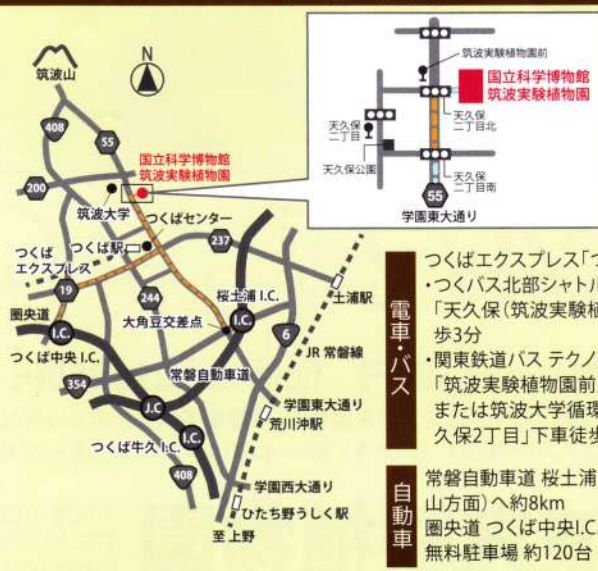 筑波山
N
408
55
国立科学博物館
筑波実験植物園
200
筑波大学
つくばセンター
つくば駅
237
つくば
エクスプレス
19
244
桜土浦 I.C.
土浦駅
圏央道
I.C.
つくば中央 I.C.
大角豆交差点
I.C.
6
JR 常磐線
354
常磐自動車道
J.C
学園東大通り
荒川沖駅
つくば牛久 I.C.
I.C.
408
学園西大通り
ひたち野うしく駅
至 上野
筑波実験植物園前
国立科学博物館
筑波実験植物園
天久保
二丁目北
天久保
二丁目
天久保公園
天久保
二丁目南
55
学園東大通り
電車・バス
つくばエクスプレス「つ
・つくバス北部シャトル
「天久保(筑波実験植
歩3分
・関東鉄道バス テクノ
「筑波実験植物園前
または筑波大学循環
久保2丁目」下車徒歩
自動車
常磐自動車道 桜土浦
山方面)へ約8km
圏央道 つくば中央I.C.
無料駐車場 約120台